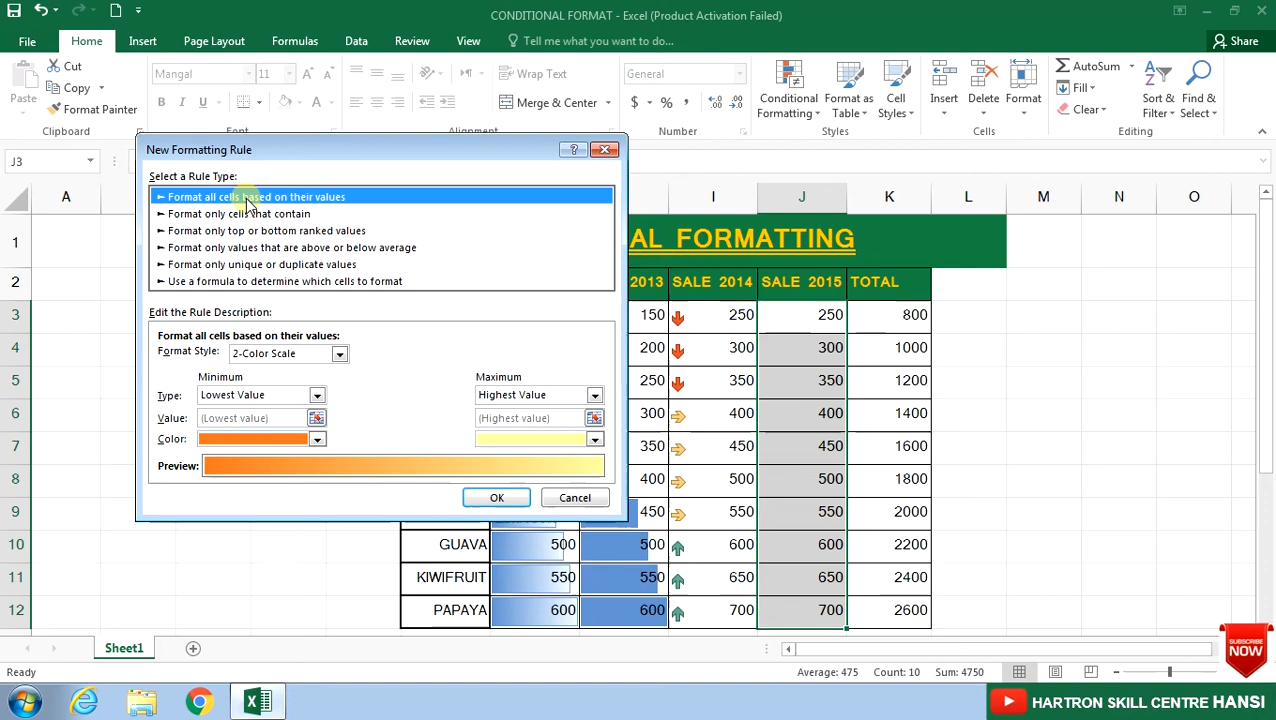 CONDITIONAL FORMAT - Excel (Product Activation Failed)
File Home Insert Page Layout Formulas Data Review View Tell me what you want to do... Share
Paste
Cut
Copy
Format Painter
Clipboard
Mangal 11
B I U A
Font
Wrap Text
Merge & Center
Alignment
General
$ % ,
Number
Conditional Formatting
Format as Table
Cell Styles
Styles
Insert
Delete
Format
Cells
AutoSum
Fill
Clear
Sort & Filter
Find & Select
Editing
J3
A I J K L M N O
New Formatting Rule
Select a Rule Type:
► Format all cells based on their values
► Format only cells that contain
► Format only top or bottom ranked values
► Format only values that are above or below average
► Format only unique or duplicate values
► Use a formula to determine which cells to format
Edit the Rule Description:
Format all cells based on their values:
Format Style: 2-Color Scale
Minimum Maximum
Type: Lowest Value Highest Value
Value: (Lowest value) (Highest value)
Color:
Preview:
OK Cancel
1 AL FORMATTING
2 2013 SALE 2014 SALE 2015 TOTAL
3 150 250 250 800
4 200 300 300 1000
5 250 350 350 1200
6 300 400 400 1400
7 350 450 450 1600
8 400 500 500 1800
9 450 550 550 2000
10 GUAVA 500 500 600 600 2200
11 KIWIFRUIT 550 550 650 650 2400
12 PAPAYA 600 600 700 700 2600
Sheet1
Ready Average: 475 Count: 10 Sum: 4750
SUBSCRIBE
NOW
HARTRON SKILL CENTRE HANSI